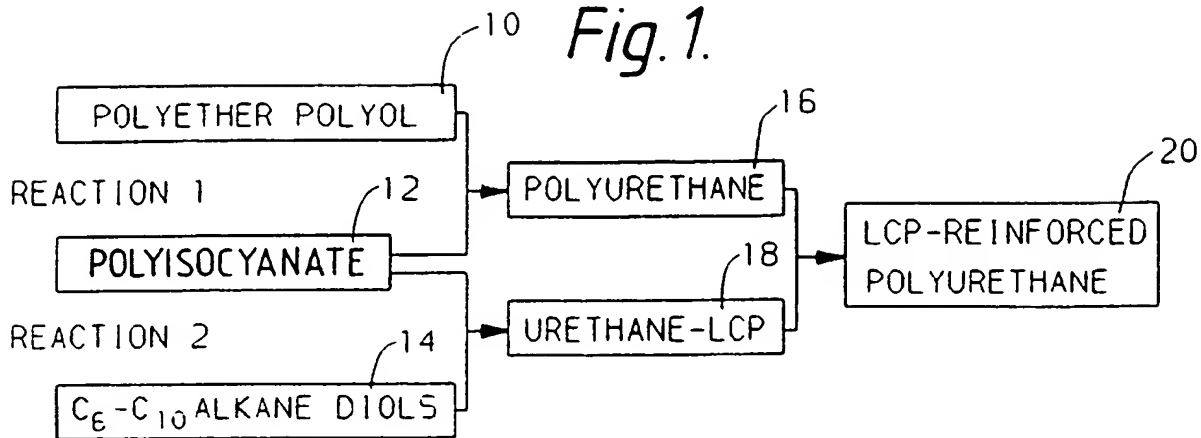 Fig. 1.
10
POLYETHER POLYOL
REACTION 1
12
POLYISOCYANATE
REACTION 2
14
C6-C10 ALKANE DIOLS
16
POLYURETHANE
18
URETHANE-LCP
20
LCP-REINFORCED
POLYURETHANE